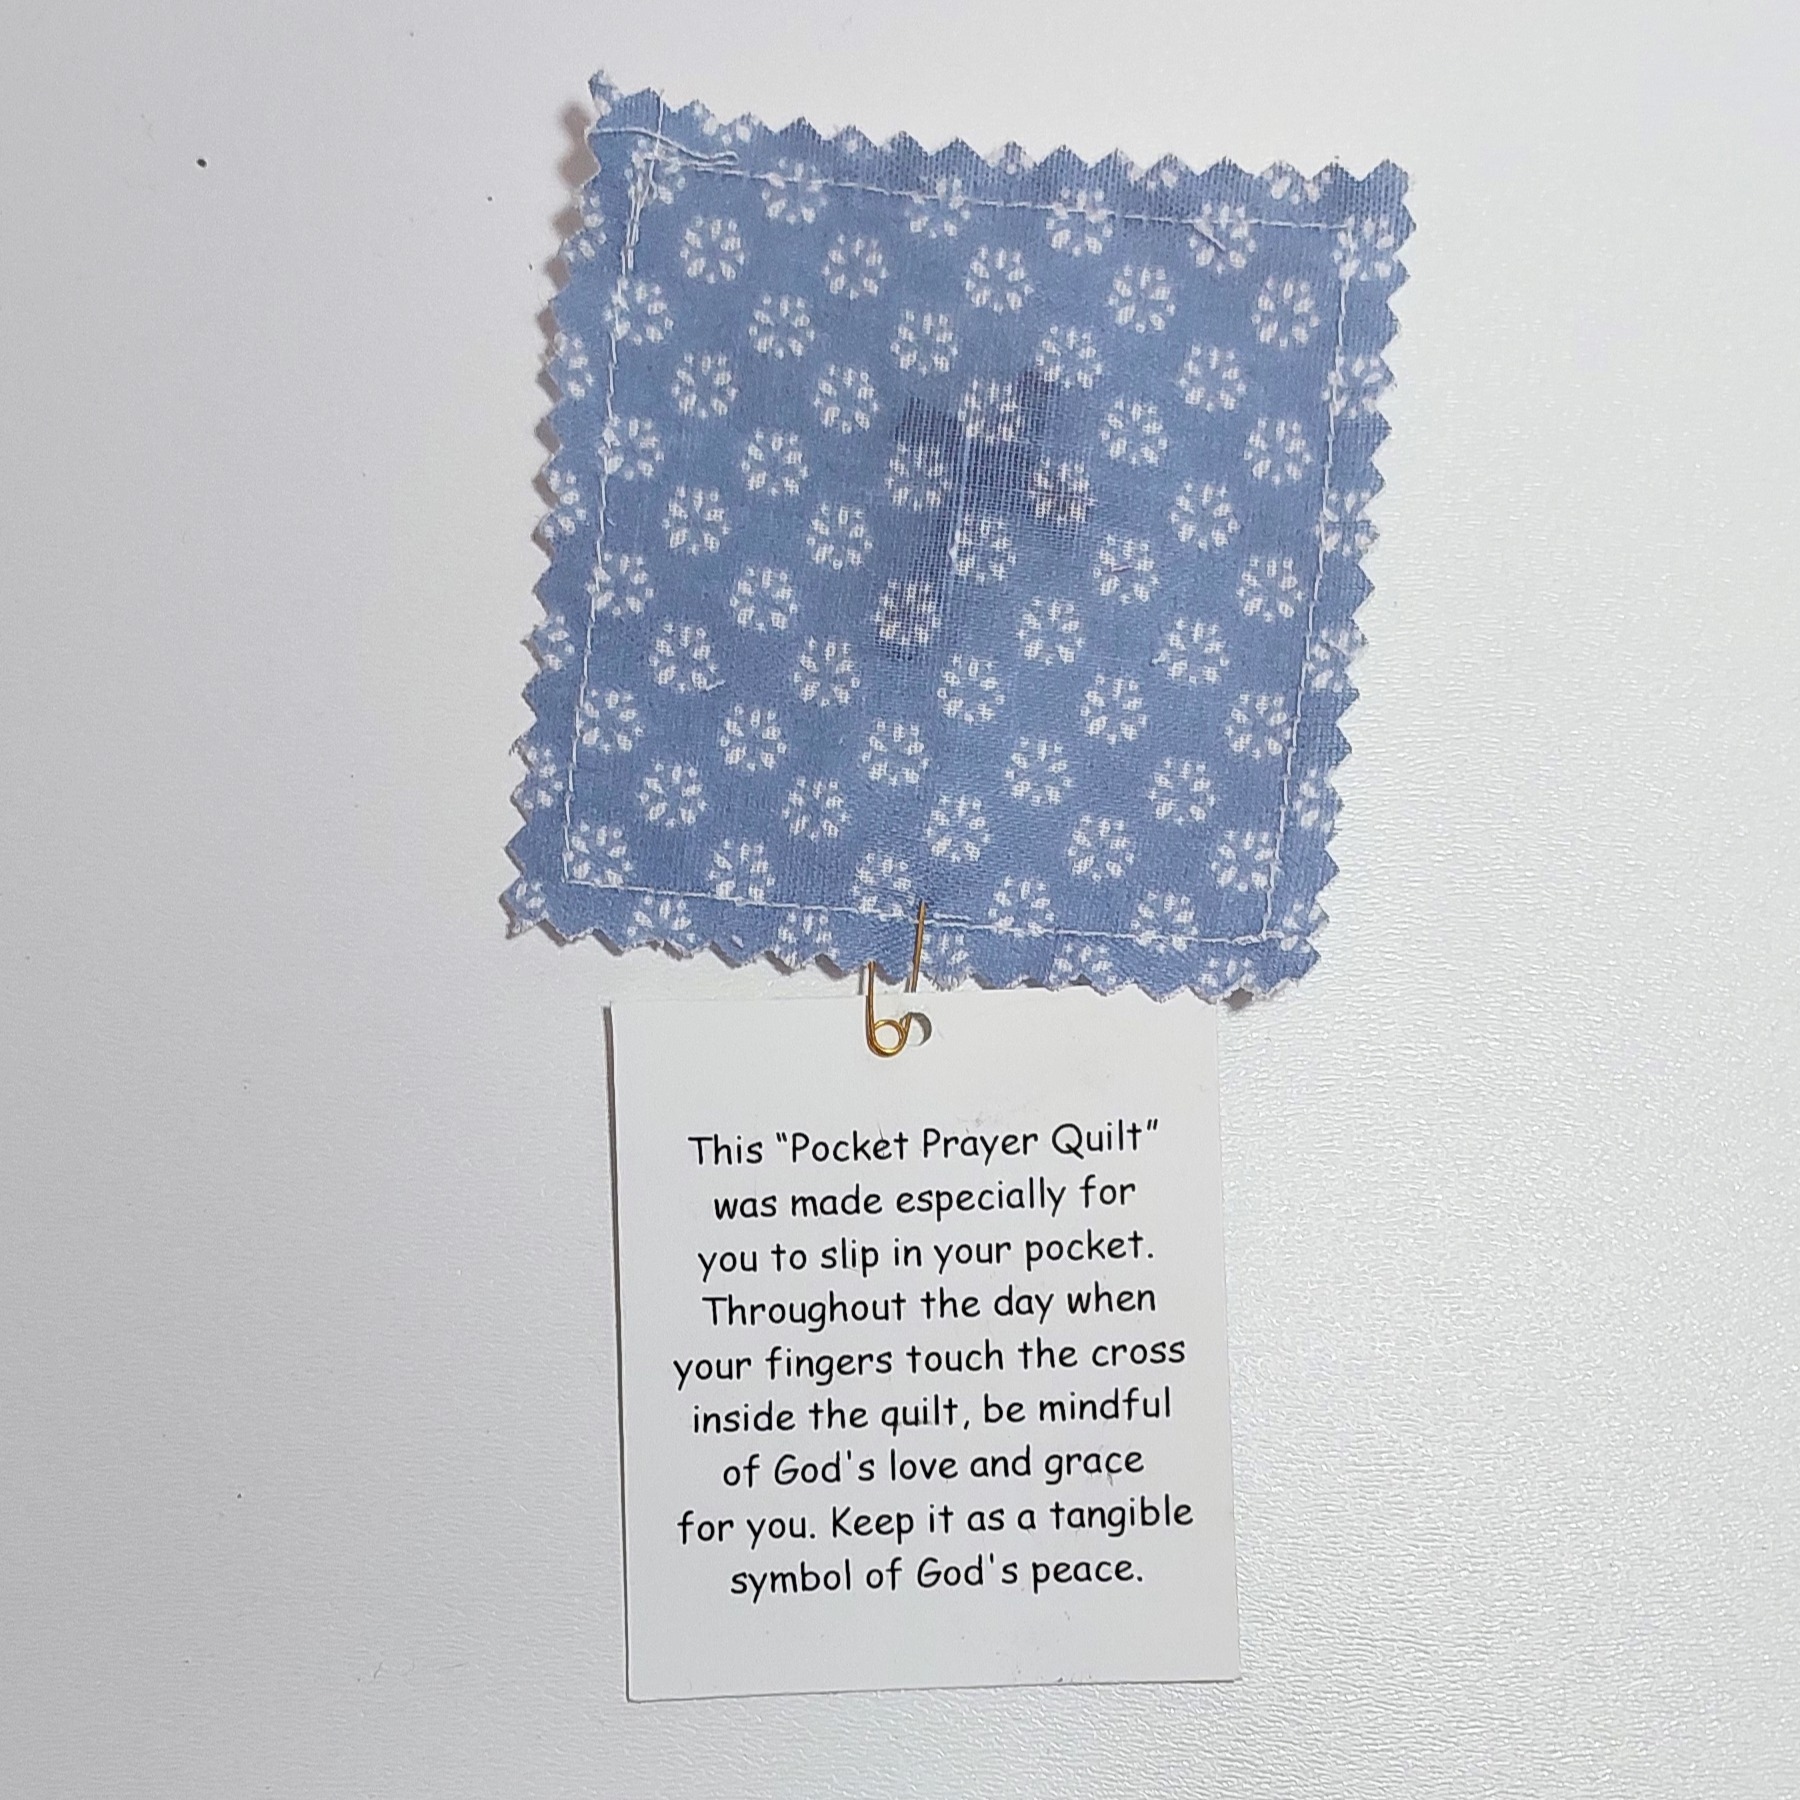 This "Pocket Prayer Quilt"
was made especially for
you to slip in your pocket.
Throughout the day when
your fingers touch the cross
inside the quilt, be mindful
of God's love and grace
for you. Keep it as a tangible
symbol of God's peace.